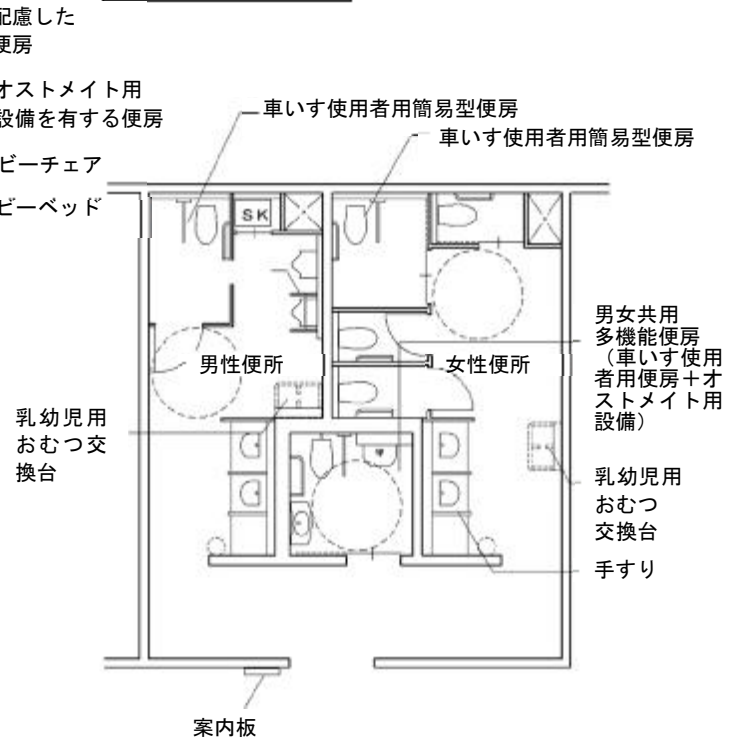 配慮した
便房
オストメイト用
設備を有する便房
ビーチェア
ビーベッド
車いす使用者用簡易型便房
車いす使用者用簡易型便房
SK
男性便所
女性便所
男女共用
多機能便房
（車いす使用
者用便房＋オ
ストメイト用
設備）
乳幼児用
おむつ交
換台
乳幼児用
おむつ
交換台
手すり
案内板